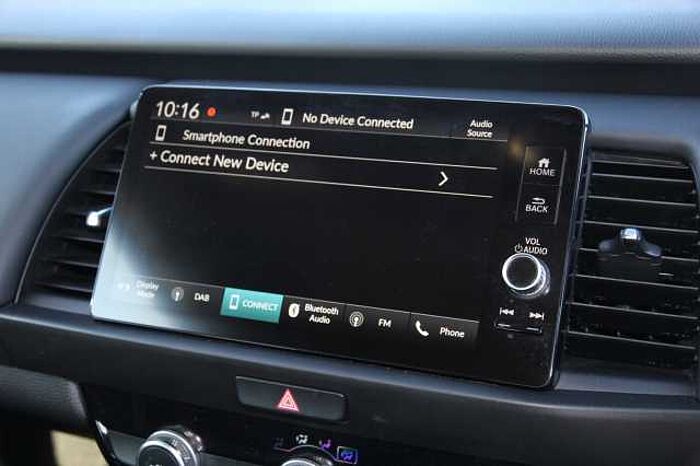 10:16
TP
No Device Connected
Audio
Source
Smartphone Connection
+ Connect New Device
HOME
BACK
VOL
AUDIO
Display
Mode
DAB
CONNECT
Bluetooth
Audio
FM
Phone